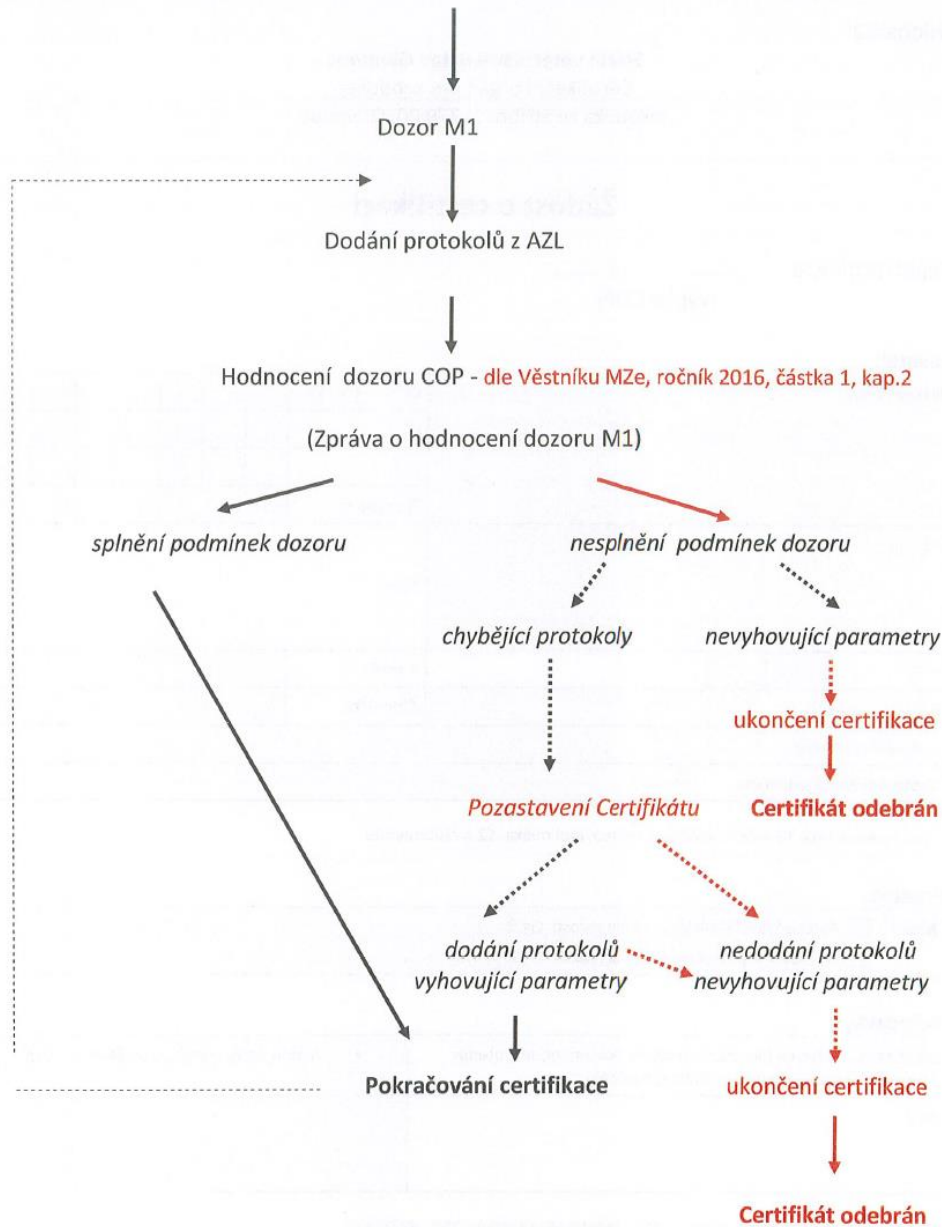 Dozor M1
Dodání protokolů z AZL
Hodnocení dozoru COP - dle Věstníku MZe, ročník 2016, částka 1, kap.2
(Zpráva o hodnocení dozoru M1)
splnění podmínek dozoru
nesplnění podmínek dozoru
chybějící protokoly
nevyhovující parametry
ukončení certifikace
Pozastavení Certifikátu
Certifikát odebrán
dodání protokolů
vyhovující parametry
nedodání protokolů
nevyhovující parametry
Pokračování certifikace
ukončení certifikace
Certifikát odebrán